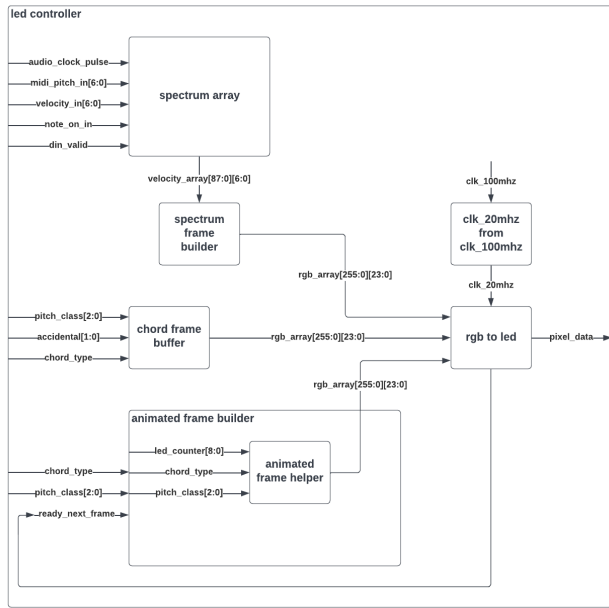 led controller
audio_clock_pulse
midi_pitch_in[6:0]
velocity_in[6:0]
note_on_in
din_valid
spectrum array
velocity_array[87:0][6:0]
spectrum
frame
builder
clk_100mhz
clk_20mhz
from
clk_100mhz
clk_20mhz
rgb_array[255:0][23:0]
pitch_class[2:0]
accidental[1:0]
chord_type
chord frame
buffer
rgb_array[255:0][23:0]
rgb to led
pixel_data
rgb_array[255:0][23:0]
animated frame builder
led_counter[8:0]
chord_type
pitch_class[2:0]
animated
frame helper
chord_type
pitch_class[2:0]
ready_next_frame